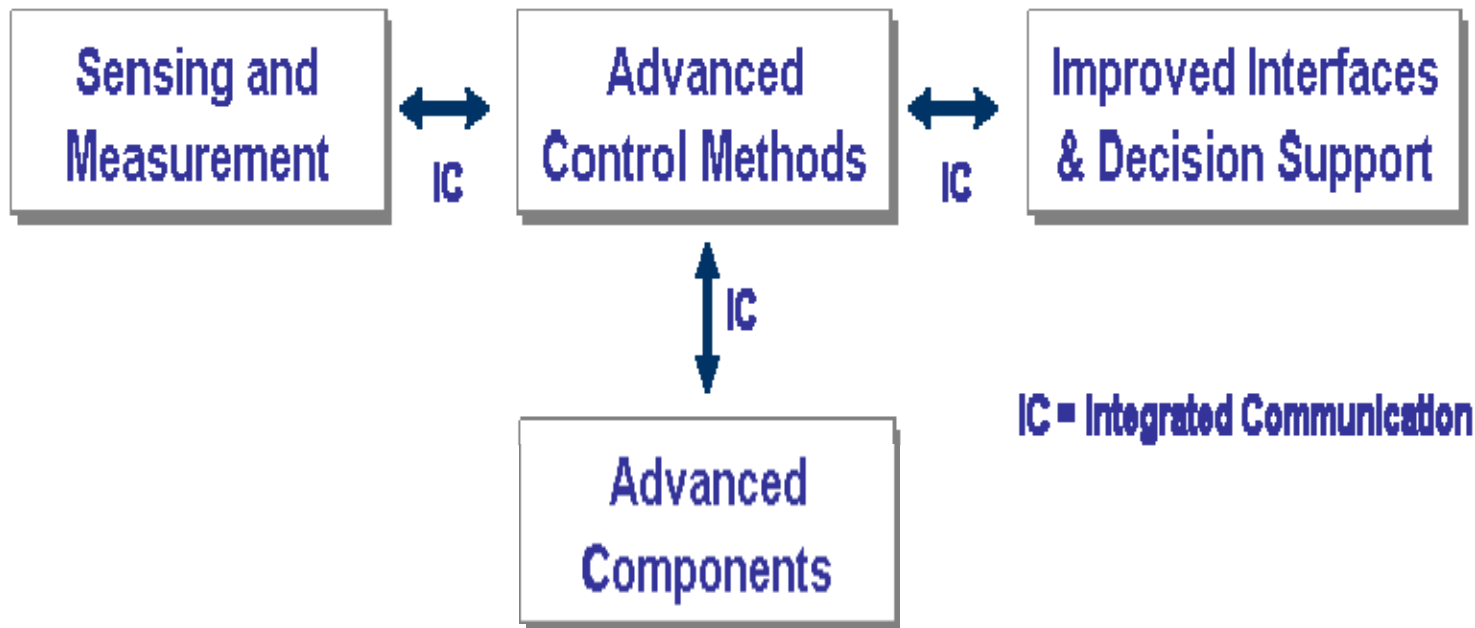 Sensing and
Measurement
IC
Advanced
Control Methods
IC
Improved Interfaces
& Decision Support
IC
IC = Integrated Communication
Advanced
Components